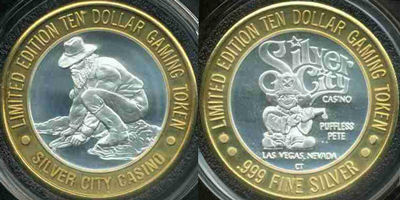 LIMITED EDITION TEN DOLLAR GAMING TOKEN
SILVER CITY CASINO
LIMITED EDITION TEN DOLLAR GAMING TOKEN
Silver
City
CASINO
PUFFLESS
PETE
LAS VEGAS, NEVADA
CT
.999 FINE SILVER